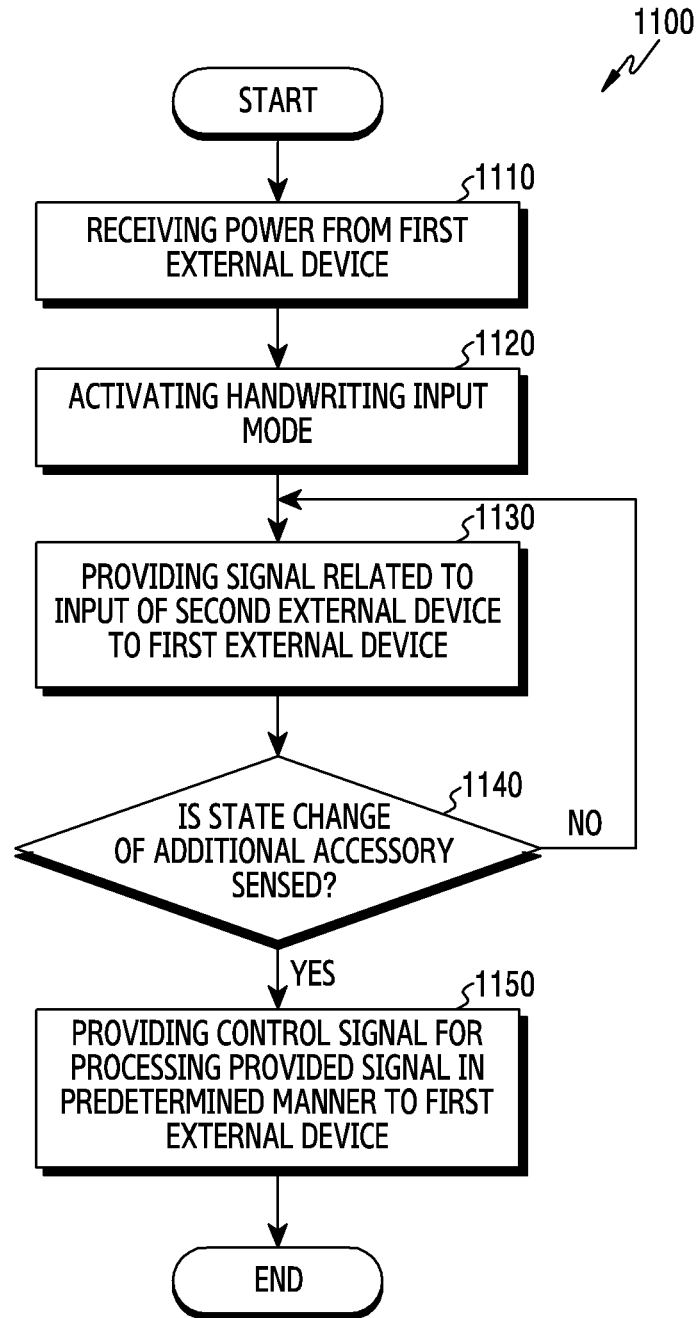 1100
START
1110
RECEIVING POWER FROM FIRST
EXTERNAL DEVICE
1120
ACTIVATING HANDWRITING INPUT
MODE
1130
PROVIDING SIGNAL RELATED TO
INPUT OF SECOND EXTERNAL DEVICE
TO FIRST EXTERNAL DEVICE
1140
IS STATE CHANGE
OF ADDITIONAL ACCESSORY
SENSED?
NO
YES
1150
PROVIDING CONTROL SIGNAL FOR
PROCESSING PROVIDED SIGNAL IN
PREDETERMINED MANNER TO FIRST
EXTERNAL DEVICE
END